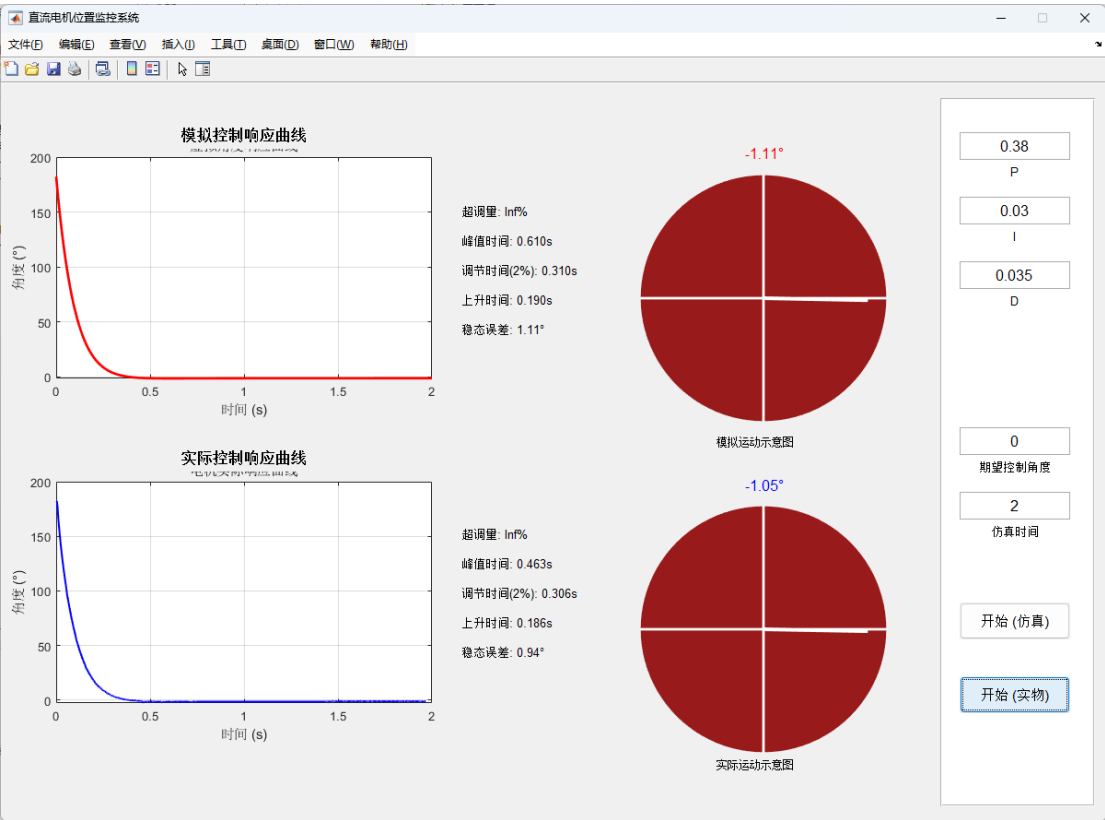 直流电机位置监控系统
文件(F) 编辑(E) 查看(V) 插入(I) 工具(T) 桌面(D) 窗口(W) 帮助(H)
模拟控制响应曲线
200
150
100
50
0
角度 (°)
0 0.5 1 1.5 2
时间 (s)
超调量: Inf%
峰值时间: 0.610s
调节时间(2%): 0.310s
上升时间: 0.190s
稳态误差: 1.11°
-1.11°
模拟运动示意图
实际控制响应曲线
200
150
100
50
0
角度 (°)
0 0.5 1 1.5 2
时间 (s)
超调量: Inf%
峰值时间: 0.463s
调节时间(2%): 0.306s
上升时间: 0.186s
稳态误差: 0.94°
-1.05°
实际运动示意图
0.38
P
0.03
I
0.035
D
0
期望控制角度
2
仿真时间
开始 (仿真)
开始 (实物)